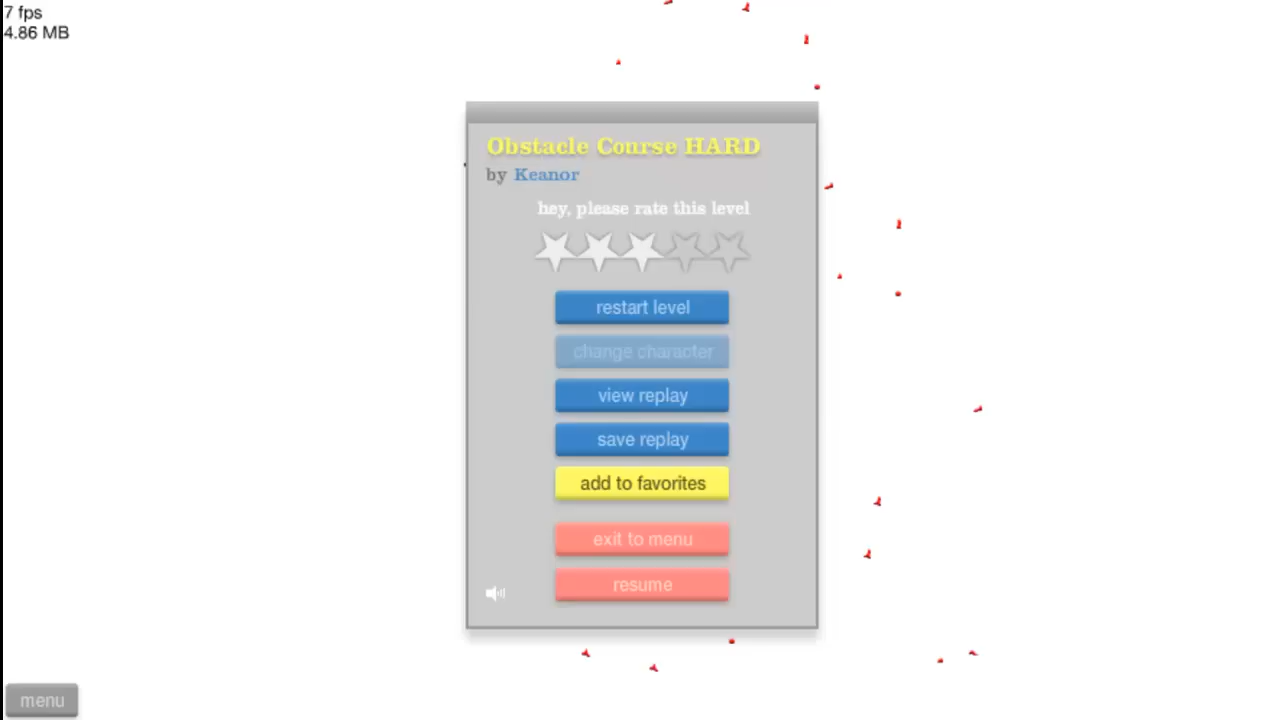 7 fps
4.86 MB
Obstacle Course HARD
by Keanor
hey, please rate this level
restart level
change character
view replay
save replay
add to favorites
exit to menu
resume
menu